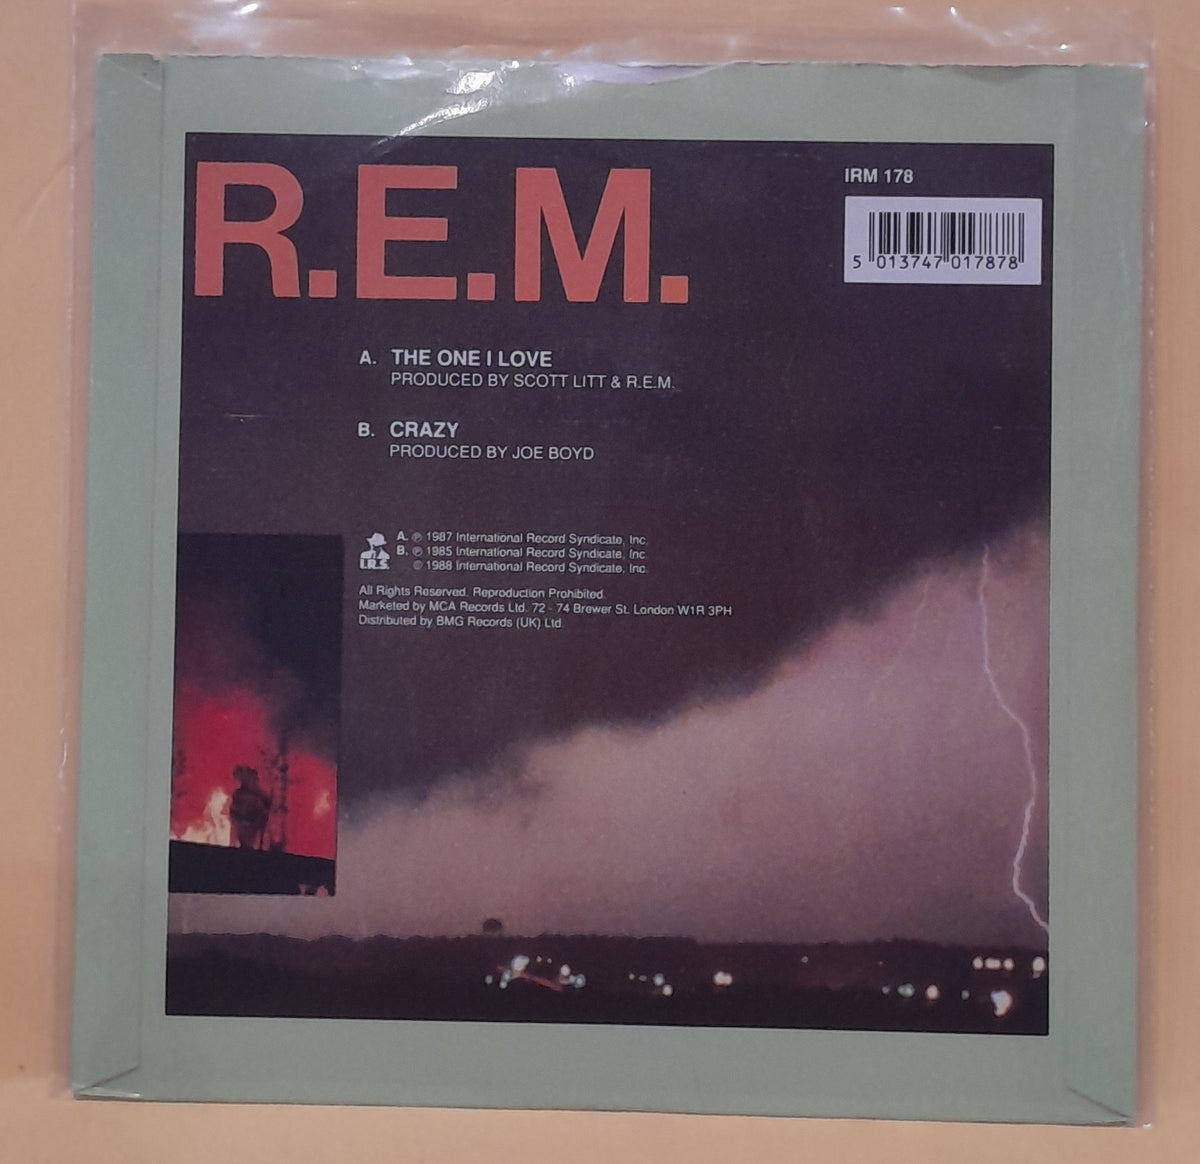 R.E.M.
IRM 178
5 013747 017878
A. THE ONE I LOVE
PRODUCED BY SCOTT LITT & R.E.M.
B. CRAZY
PRODUCED BY JOE BOYD
I.R.S.
A. ℗ 1987 International Record Syndicate, Inc.
B. ℗ 1985 International Record Syndicate, Inc.
© 1988 International Record Syndicate, Inc.
All Rights Reserved. Reproduction Prohibited.
Marketed by MCA Records Ltd. 72 - 74 Brewer St. London W1R 3PH
Distributed by BMG Records (UK) Ltd